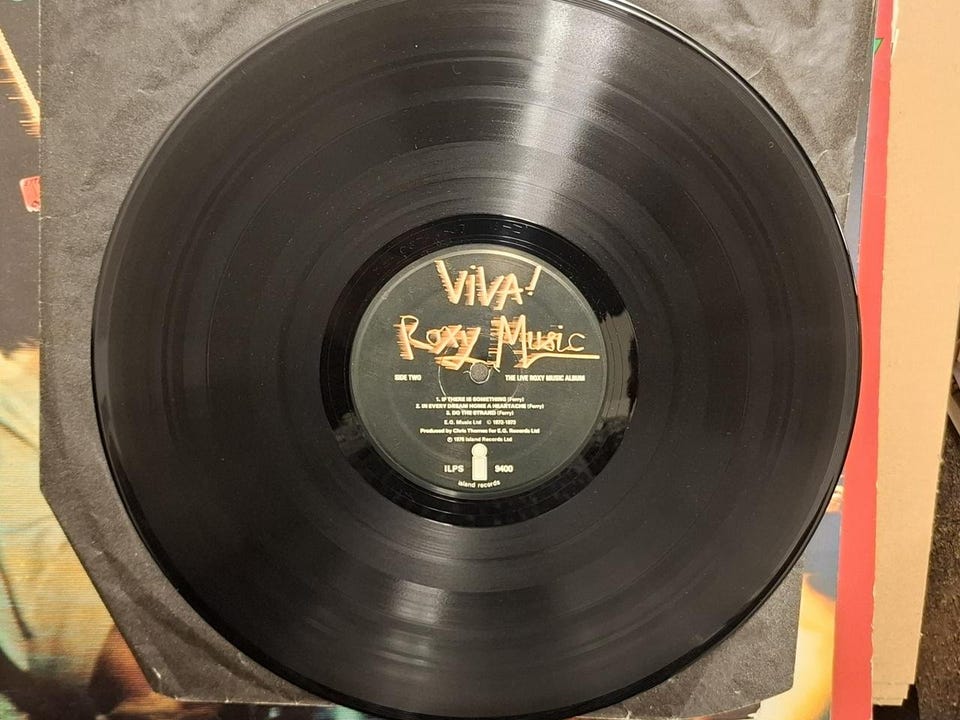 ViVA!
Roxy Music
SIDE TWO THE LIVE ROXY MUSIC ALBUM
1. IF THERE IS SOMETHING (Ferry)
2. IN EVERY DREAM HOME A HEARTACHE (Ferry)
3. DO THE STRAND (Ferry)
E.G. Music Ltd © 1972-1973
Produced by Chris Thomas for E.G. Records Ltd
℗ 1976 Island Records Ltd
ILPS i 9400
island records